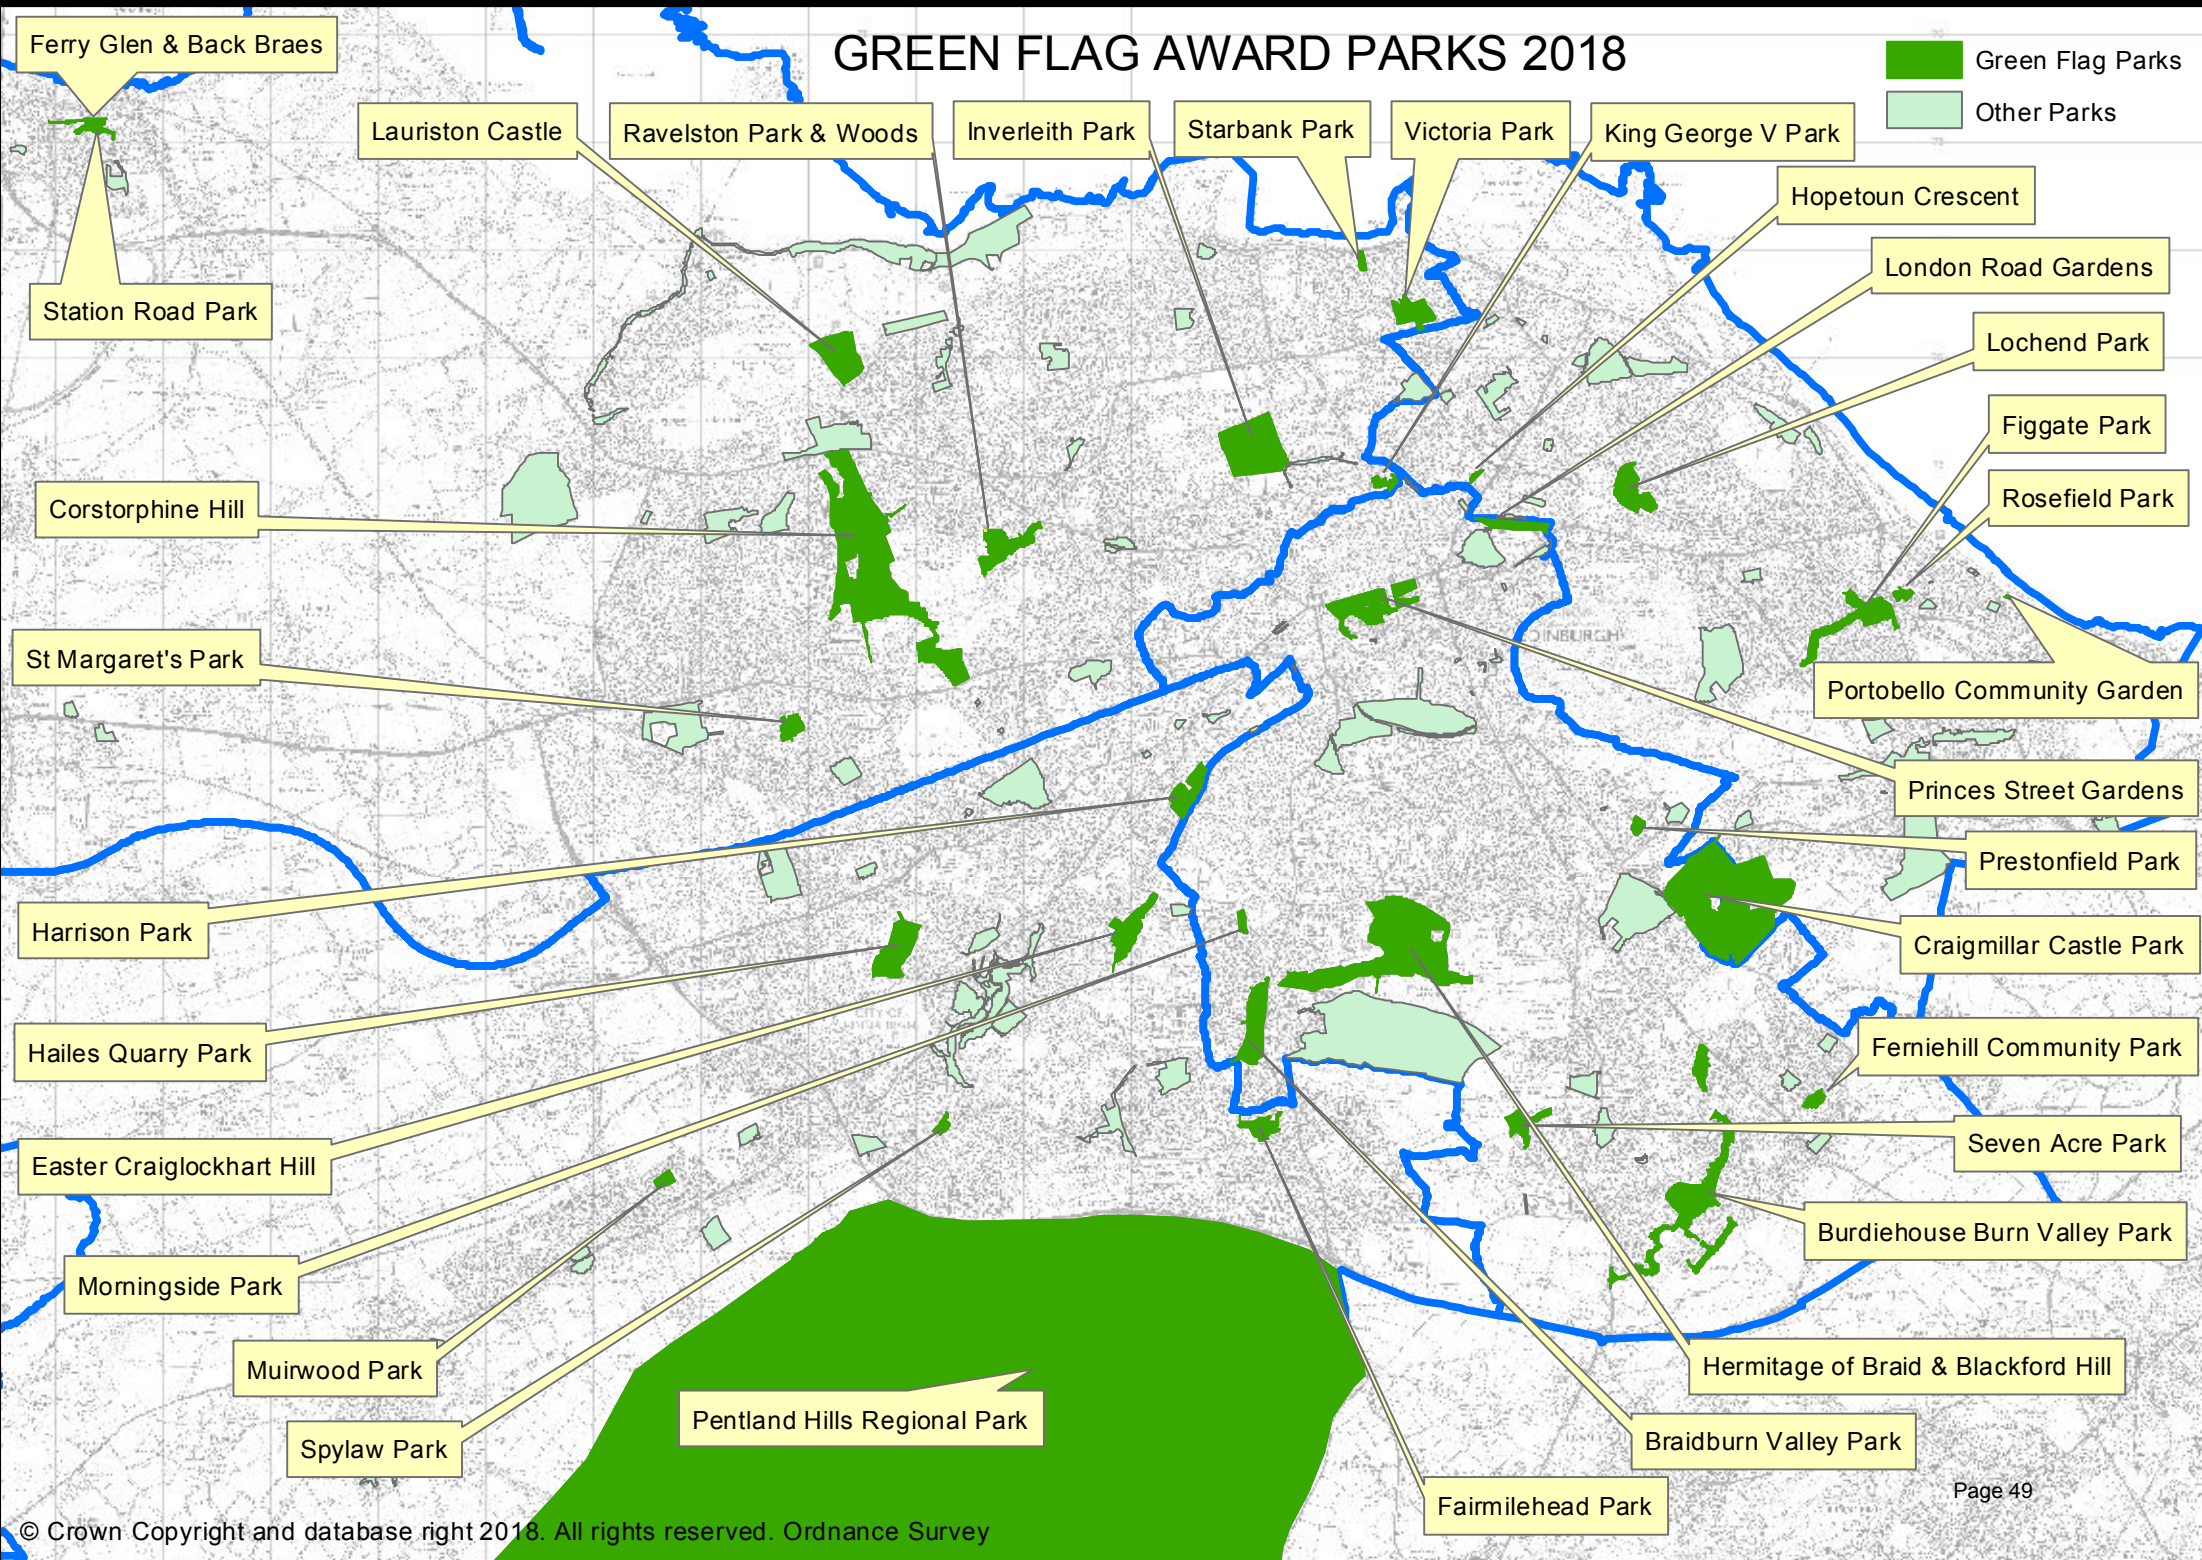 GREEN FLAG AWARD PARKS 2018
Green Flag Parks
Other Parks
Ferry Glen & Back Braes
Lauriston Castle
Ravelston Park & Woods
Inverleith Park
Starbank Park
Victoria Park
King George V Park
Hopetoun Crescent
London Road Gardens
Station Road Park
Lochend Park
Figgate Park
Corstorphine Hill
Rosefield Park
St Margaret's Park
Portobello Community Garden
Princes Street Gardens
Prestonfield Park
Harrison Park
Craigmillar Castle Park
Hailes Quarry Park
Ferniehill Community Park
Easter Craiglockhart Hill
Seven Acre Park
Burdiehouse Burn Valley Park
Morningside Park
Muirwood Park
Hermitage of Braid & Blackford Hill
Pentland Hills Regional Park
Spylaw Park
Braidburn Valley Park
Fairmilehead Park
Page 49
© Crown Copyright and database right 2018. All rights reserved. Ordnance Survey